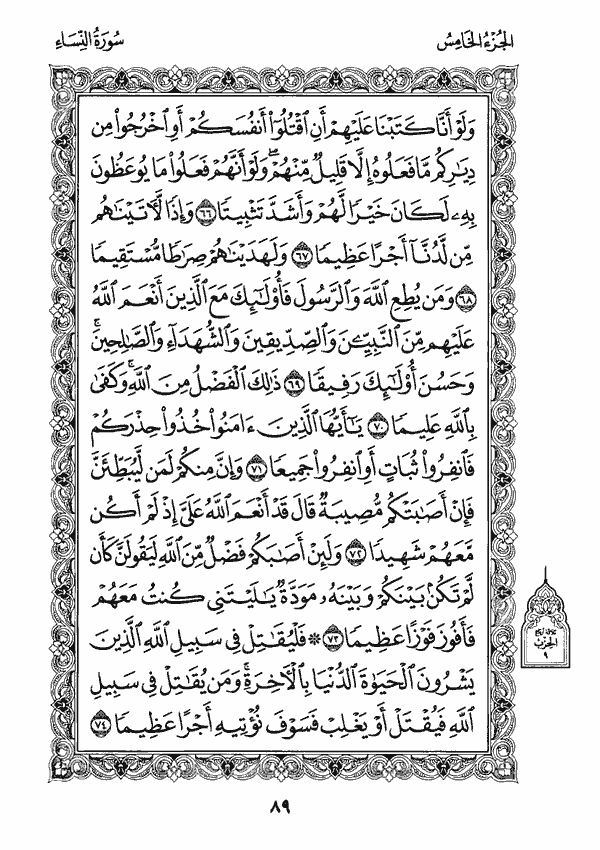 الجُزْءُ الخَامِسُ
سُورَةُ النِّسَاءِ
وَلَوْ أَنَّا كَتَبْنَا عَلَيْهِمْ أَنِ ٱقْتُلُوٓا۟ أَنفُسَكُمْ أَوِ ٱخْرُجُوا۟ مِن
دِيَـٰرِكُم مَّا فَعَلُوهُ إِلَّا قَلِيلٌ مِّنْهُمْ ۖ وَلَوْ أَنَّهُمْ فَعَلُوا۟ مَا يُوعَظُونَ
بِهِۦ لَكَانَ خَيْرًا لَّهُمْ وَأَشَدَّ تَثْبِيتًا ٦٦ وَإِذًا لَّـَٔاتَيْنَـٰهُم
مِّن لَّدُنَّآ أَجْرًا عَظِيمًا ٦٧ وَلَهَدَيْنَـٰهُمْ صِرَٰطًا مُّسْتَقِيمًا
٦٨ وَمَن يُطِعِ ٱللَّهَ وَٱلرَّسُولَ فَأُو۟لَـٰٓئِكَ مَعَ ٱلَّذِينَ أَنْعَمَ ٱللَّهُ
عَلَيْهِم مِّنَ ٱلنَّبِيِّـۧنَ وَٱلصِّدِّيقِينَ وَٱلشُّهَدَآءِ وَٱلصَّـٰلِحِينَ ۚ
وَحَسُنَ أُو۟لَـٰٓئِكَ رَفِيقًا ٦٩ ذَٰلِكَ ٱلْفَضْلُ مِنَ ٱللَّهِ ۚ وَكَفَىٰ
بِٱللَّهِ عَلِيمًا ٧٠ يَـٰٓأَيُّهَا ٱلَّذِينَ ءَامَنُوا۟ خُذُوا۟ حِذْرَكُمْ
فَٱنفِرُوا۟ ثُبَاتٍ أَوِ ٱنفِرُوا۟ جَمِيعًا ٧١ وَإِنَّ مِنكُمْ لَمَن لَّيُبَطِّئَنَّ
فَإِنْ أَصَـٰبَتْكُم مُّصِيبَةٌ قَالَ قَدْ أَنْعَمَ ٱللَّهُ عَلَىَّ إِذْ لَمْ أَكُن
مَّعَهُمْ شَهِيدًا ٧٢ وَلَئِنْ أَصَـٰبَكُمْ فَضْلٌ مِّنَ ٱللَّهِ لَيَقُولَنَّ كَأَن
لَّمْ تَكُنۢ بَيْنَكُمْ وَبَيْنَهُۥ مَوَدَّةٌ يَـٰلَيْتَنِى كُنتُ مَعَهُمْ
فَأَفُوزَ فَوْزًا عَظِيمًا ٧٣ ۞ فَلْيُقَـٰتِلْ فِى سَبِيلِ ٱللَّهِ ٱلَّذِينَ
يَشْرُونَ ٱلْحَيَوٰةَ ٱلدُّنْيَا بِٱلْـَٔاخِرَةِ ۚ وَمَن يُقَـٰتِلْ فِى سَبِيلِ
ٱللَّهِ فَيُقْتَلْ أَوْ يَغْلِبْ فَسَوْفَ نُؤْتِيهِ أَجْرًا عَظِيمًا ٧٤
الحزب
٩
٨٩